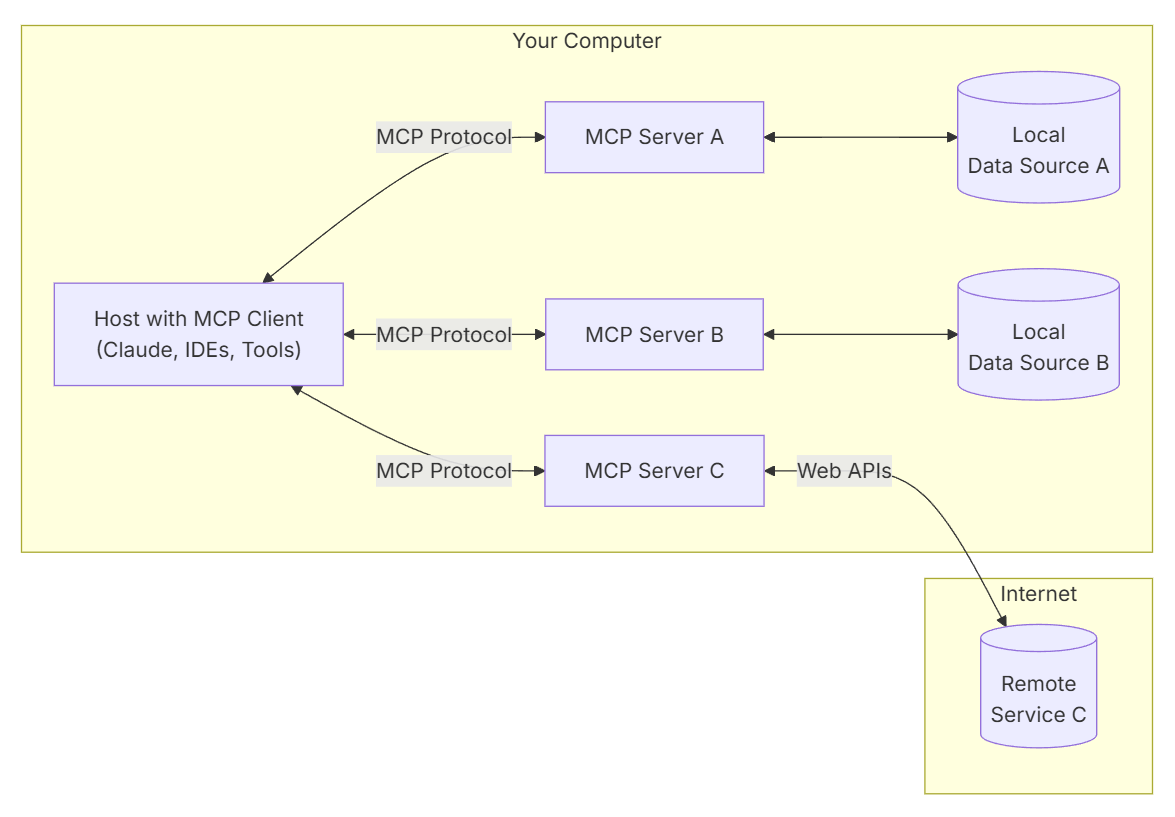 Your Computer
MCP Protocol
MCP Server A
Local
Data Source A
Host with MCP Client
(Claude, IDEs, Tools)
MCP Protocol
MCP Server B
Local
Data Source B
MCP Protocol
MCP Server C
Web APIs
Internet
Remote
Service C